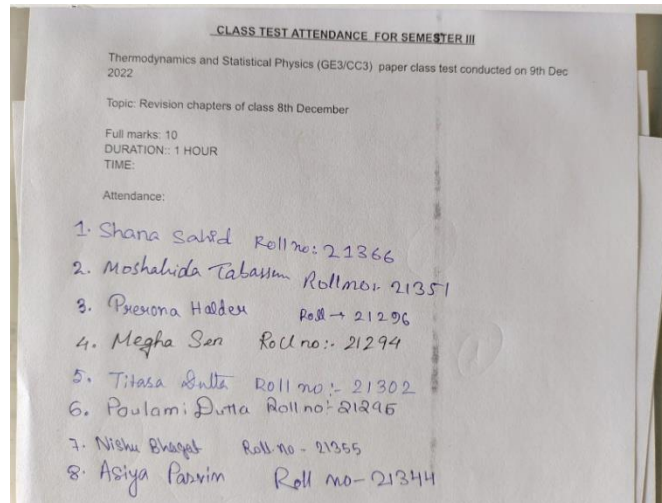 CLASS TEST ATTENDANCE FOR SEMESTER III
Thermodynamics and Statistical Physics (GE3/CC3) paper class test conducted on 9th Dec
2022
Topic: Revision chapters of class 8th December
Full marks: 10
DURATION:: 1 HOUR
TIME:
Attendance:
1. Shana Sahid Roll no: 21366
2. Moshahida Tabassum Roll no:- 21351
3. Prerona Halder Roll → 21296
4. Megha Sen Roll no:- 21294
5. Titasa Dutta Roll no:- 21302
6. Poulami Dutta Roll no:- 21295
7. Nishu Bhagat Roll no - 21355
8. Asiya Parvin Roll no - 21344